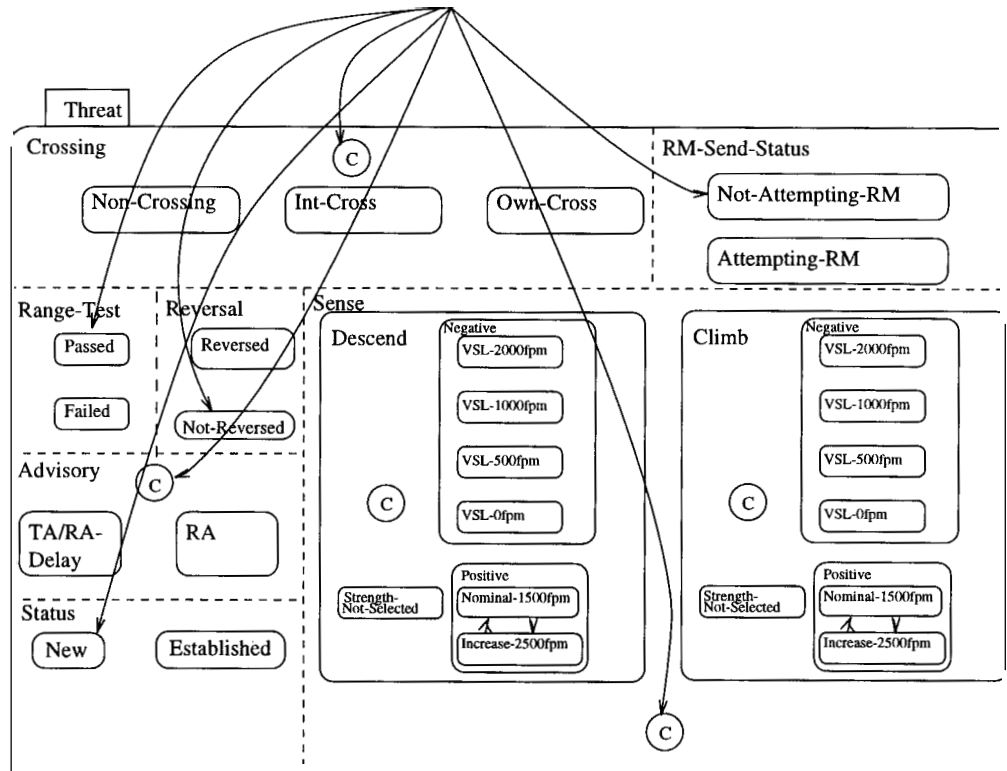 Threat
Crossing
C
Non-Crossing
Int-Cross
Own-Cross
RM-Send-Status
Not-Attempting-RM
Attempting-RM
Range-Test
Passed
Failed
Reversal
Reversed
Not-Reversed
Advisory
C
TA/RA-
Delay
RA
Status
New
Established
Sense
Descend
Negative
VSL-2000fpm
VSL-1000fpm
VSL-500fpm
VSL-0fpm
C
Strength-
Not-Selected
Positive
Nominal-1500fpm
Increase-2500fpm
Climb
Negative
VSL-2000fpm
VSL-1000fpm
VSL-500fpm
VSL-0fpm
C
Strength-
Not-Selected
Positive
Nominal-1500fpm
Increase-2500fpm
C